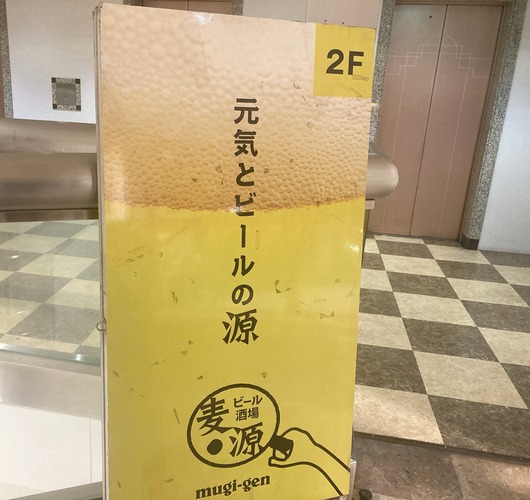 2F
元気とビールの源
ビール
酒場
麦
源
mugi-gen